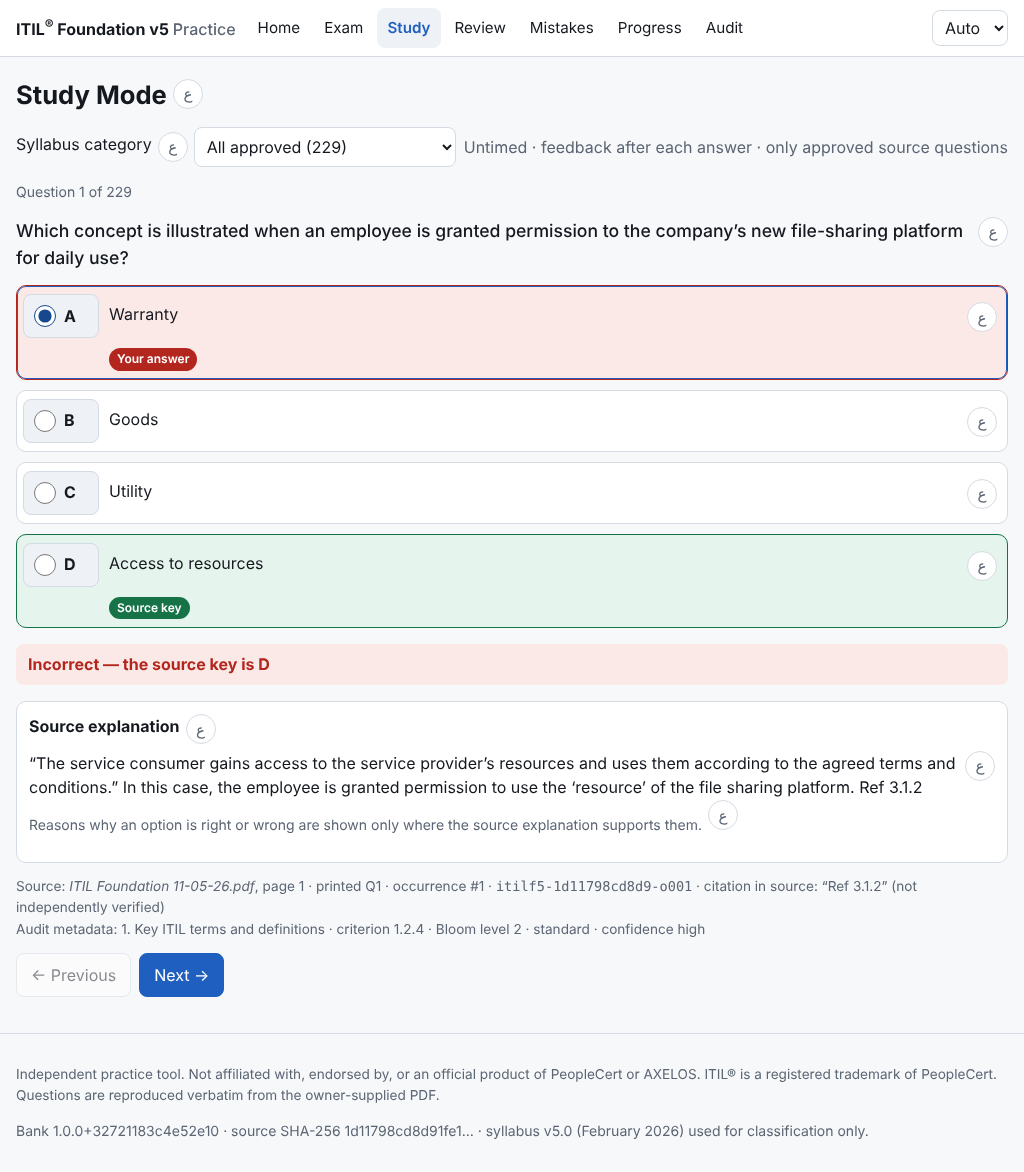 ITIL® Foundation v5 Practice Home Exam Study Review Mistakes Progress Audit Auto
Study Mode ع
Syllabus category ع All approved (229) Untimed · feedback after each answer · only approved source questions
Question 1 of 229
Which concept is illustrated when an employee is granted permission to the company’s new file-sharing platform ع
for daily use?
A Warranty ع
Your answer
B Goods ع
C Utility ع
D Access to resources ع
Source key
Incorrect — the source key is D
Source explanation ع
“The service consumer gains access to the service provider’s resources and uses them according to the agreed terms and ع
conditions.” In this case, the employee is granted permission to use the ‘resource’ of the file sharing platform. Ref 3.1.2
Reasons why an option is right or wrong are shown only where the source explanation supports them. ع
Source: ITIL Foundation 11-05-26.pdf, page 1 · printed Q1 · occurrence #1 · itilf5-1d11798cd8d9-o001 · citation in source: “Ref 3.1.2” (not
independently verified)
Audit metadata: 1. Key ITIL terms and definitions · criterion 1.2.4 · Bloom level 2 · standard · confidence high
← Previous Next →
Independent practice tool. Not affiliated with, endorsed by, or an official product of PeopleCert or AXELOS. ITIL® is a registered trademark of PeopleCert.
Questions are reproduced verbatim from the owner-supplied PDF.
Bank 1.0.0+32721183c4e52e10 · source SHA-256 1d11798cd8d91fe1… · syllabus v5.0 (February 2026) used for classification only.